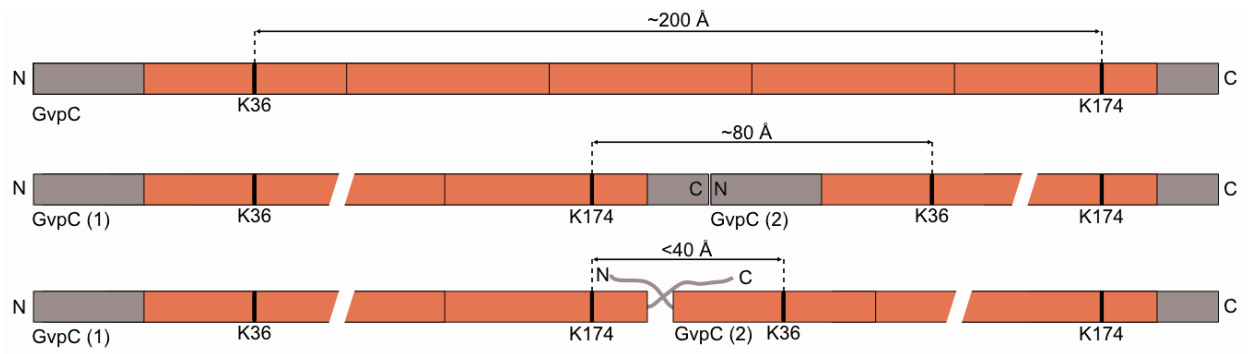 ~200 Å
N C
K36 K174
GvpC
~80 Å
N C N C
K36 K174 K36 K174
GvpC (1) GvpC (2)
<40 Å
N C
N C
K36 K174 GvpC (2) K36 K174
GvpC (1)